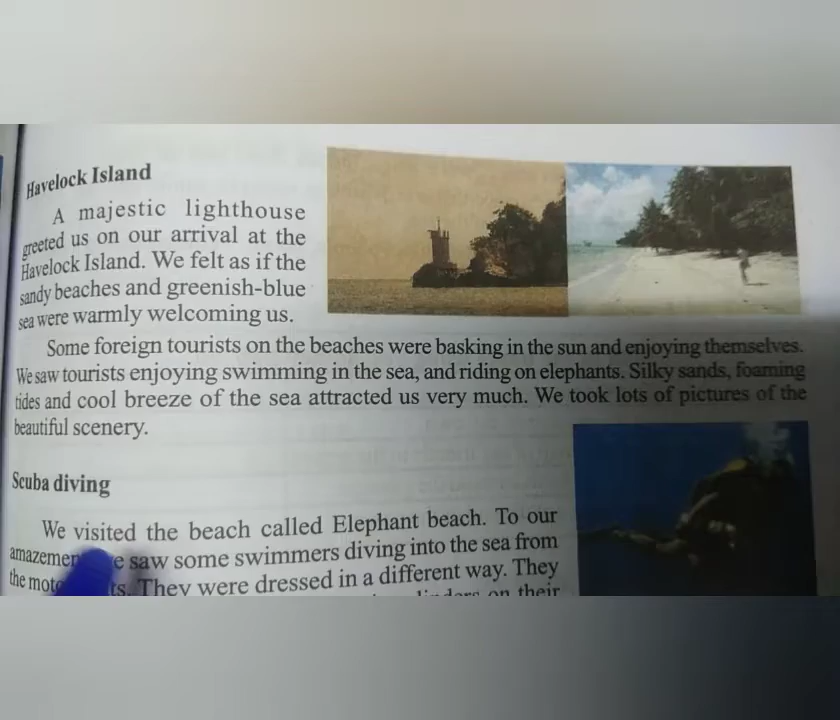 Havelock Island
A majestic lighthouse
greeted us on our arrival at the
Havelock Island. We felt as if the
sandy beaches and greenish-blue
sea were warmly welcoming us.
Some foreign tourists on the beaches were basking in the sun and enjoying themselves.
We saw tourists enjoying swimming in the sea, and riding on elephants. Silky sands, foaming
tides and cool breeze of the sea attracted us very much. We took lots of pictures of the
beautiful scenery.
Scuba diving
We visited the beach called Elephant beach. To our
saw some swimmers diving into the sea from
the They were dressed in a different way. They
on their